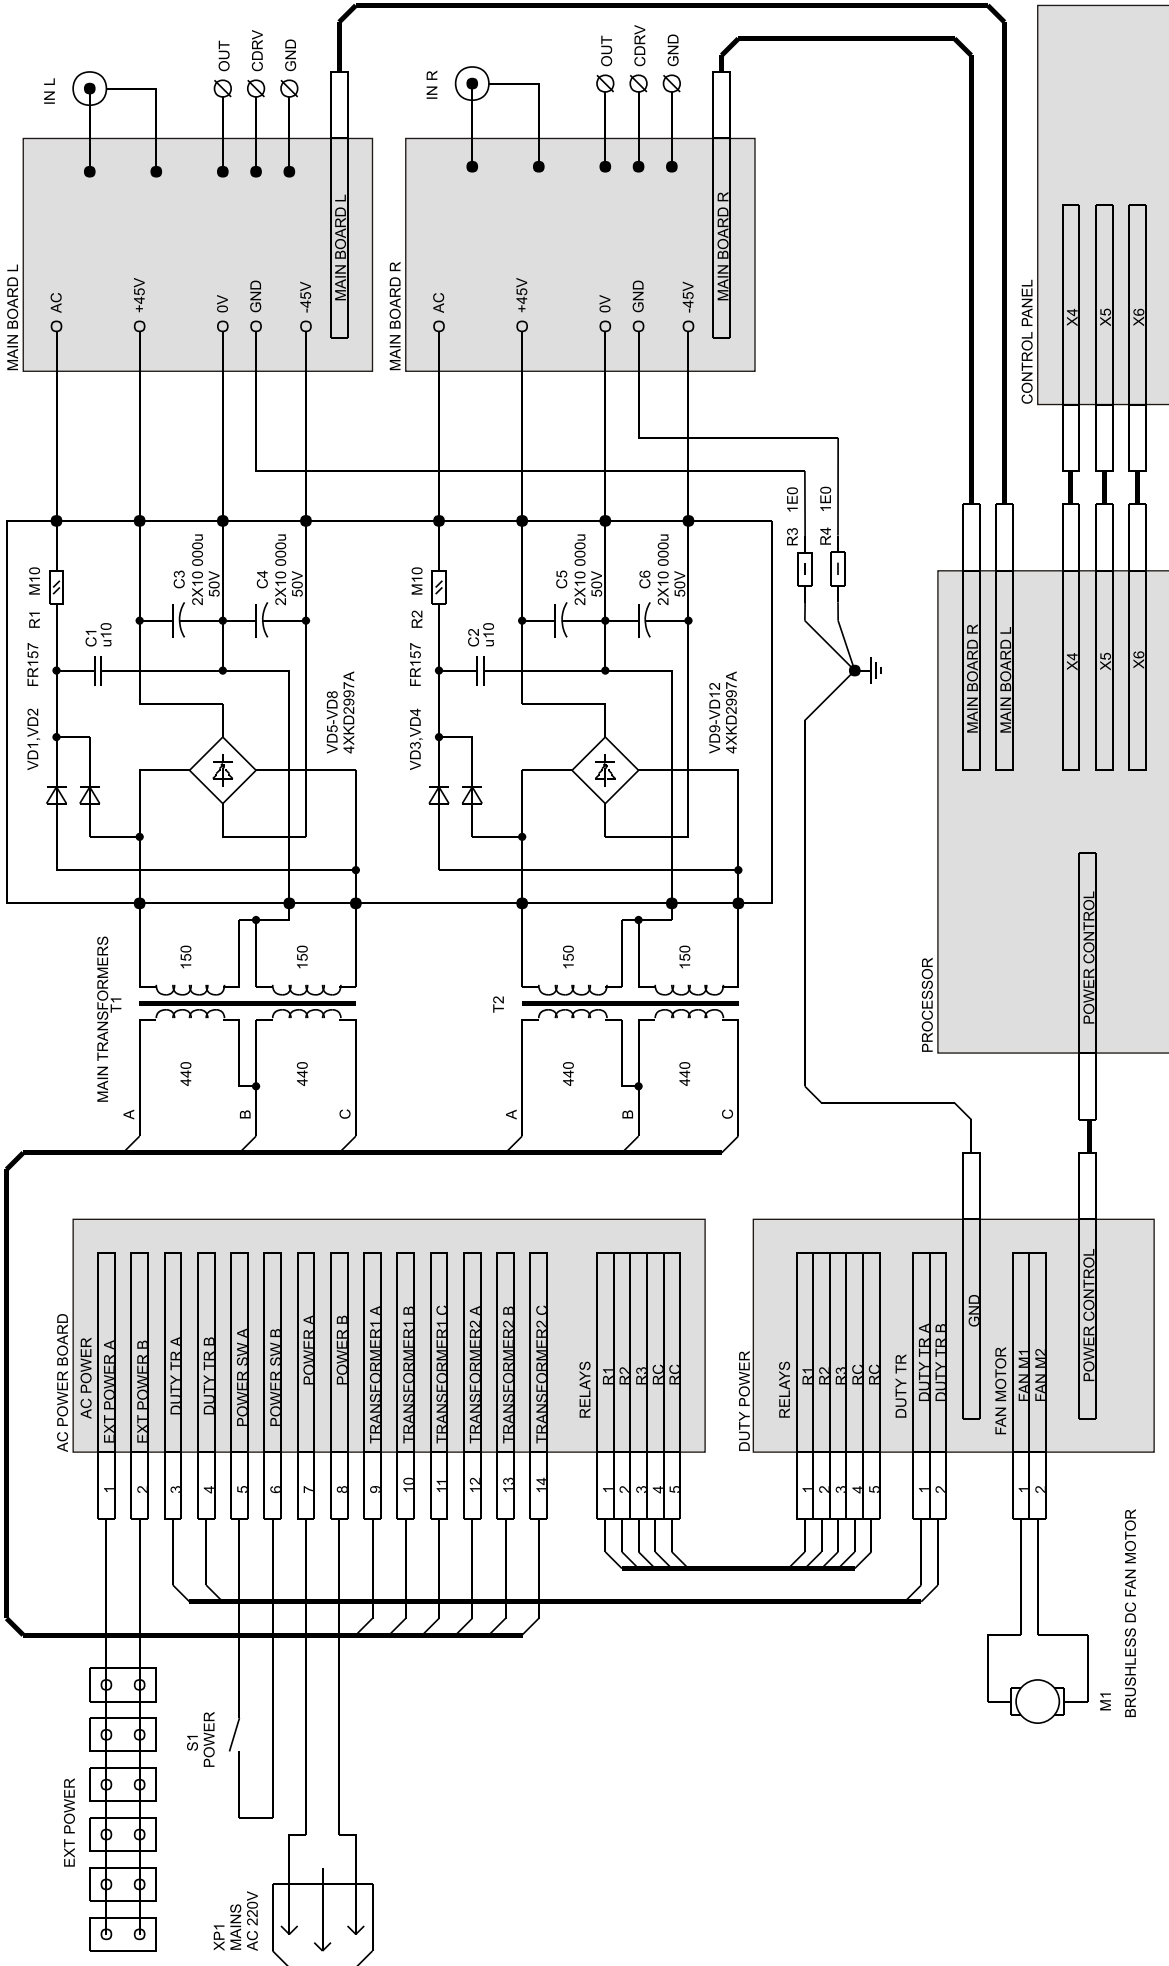 EXT POWER
XP1
MAINS
AC 220V
S1
POWER
AC POWER BOARD
AC POWER
1 EXT POWER A
2 EXT POWER B
3 DUTY TR A
4 DUTY TR B
5 POWER SW A
6 POWER SW B
7 POWER A
8 POWER B
9 TRANSFORMER1 A
10 TRANSFORMER1 B
11 TRANSFORMER1 C
12 TRANSFORMER2 A
13 TRANSFORMER2 B
14 TRANSFORMER2 C
RELAYS
1 R1
2 R2
3 R3
4 RC
5 RC
M1
BRUSHLESS DC FAN MOTOR
DUTY POWER
RELAYS
1 R1
2 R2
3 R3
4 RC
5 RC
DUTY TR
1 DUTY TR A
2 DUTY TR B
GND
FAN MOTOR
1 FAN M1
2 FAN M2
POWER CONTROL
MAIN TRANSFORMERS
T1
A
B
C
440
440
150
150
T2
A
B
C
440
440
150
150
VD1,VD2
FR157
R1 M10
C1
u10
C3
2X10 000u
50V
C4
2X10 000u
50V
VD5-VD8
4XKD2997A
VD3,VD4
FR157
R2 M10
C2
u10
C5
2X10 000u
50V
C6
2X10 000u
50V
VD9-VD12
4XKD2997A
R3 1E0
R4 1E0
MAIN BOARD L
AC
+45V
0V
GND
-45V
MAIN BOARD L
IN L
OUT
CDRV
GND
MAIN BOARD R
AC
+45V
0V
GND
-45V
MAIN BOARD R
IN R
OUT
CDRV
GND
PROCESSOR
POWER CONTROL
MAIN BOARD R
MAIN BOARD L
X4
X5
X6
CONTROL PANEL
X4
X5
X6